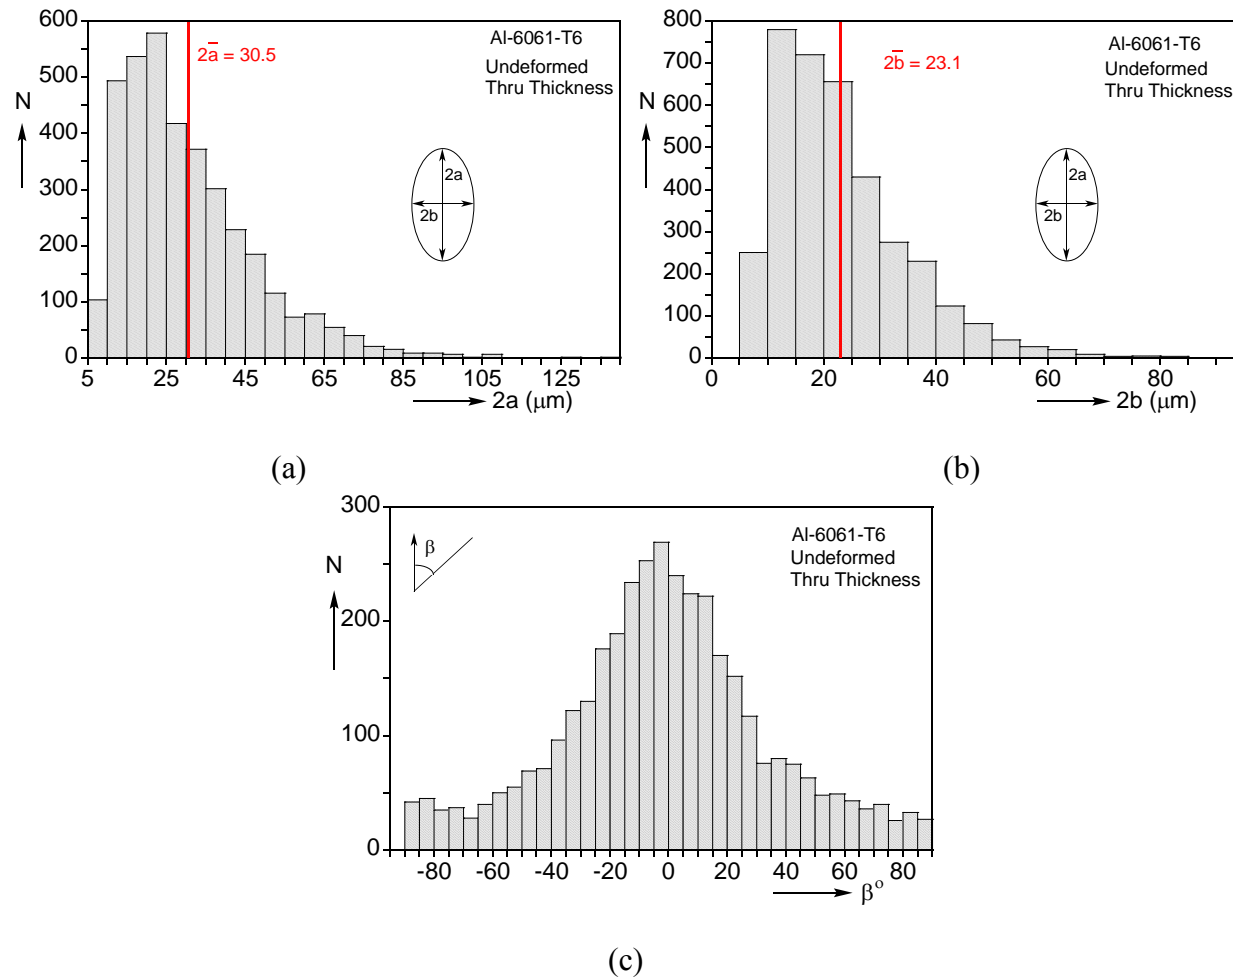 600
500
400
300
200
100
0
N
5
25
45
65
85
105
125
2a (μm)
2a̅ = 30.5
Al-6061-T6
Undeformed
Thru Thickness
2a
2b
(a)
800
700
600
500
400
300
200
100
0
N
0
20
40
60
80
2b (μm)
2b̅ = 23.1
Al-6061-T6
Undeformed
Thru Thickness
2a
2b
(b)
300
200
100
0
N
β
Al-6061-T6
Undeformed
Thru Thickness
-80
-60
-40
-20
0
20
40
60
80
β°
(c)